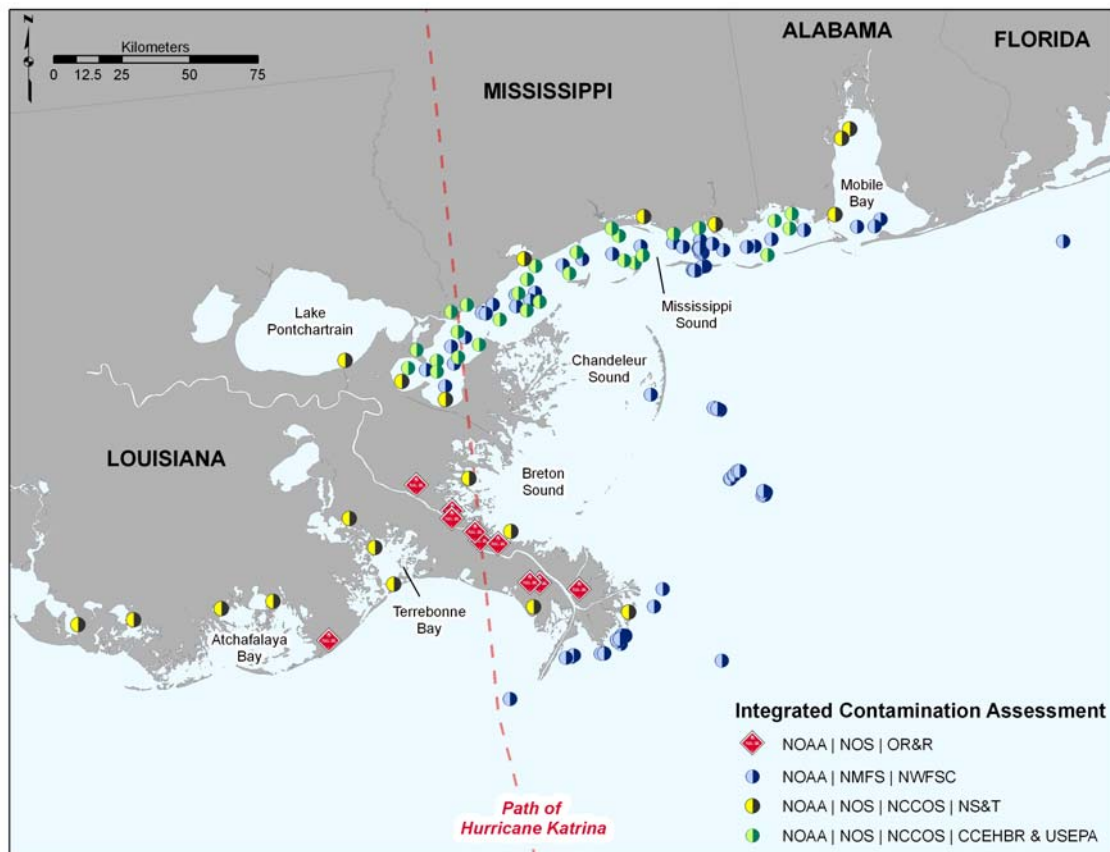 N
Kilometers
0 12.5 25 50 75
ALABAMA
FLORIDA
MISSISSIPPI
Mobile
Bay
Lake
Pontchartrain
Mississippi
Sound
Chandeleur
Sound
LOUISIANA
Breton
Sound
Terrebonne
Bay
Atchafalaya
Bay
Path of
Hurricane Katrina
Integrated Contamination Assessment
NOAA | NOS | OR&R
NOAA | NMFS | NWFSC
NOAA | NOS | NCCOS | NS&T
NOAA | NOS | NCCOS | CCEHBR & USEPA